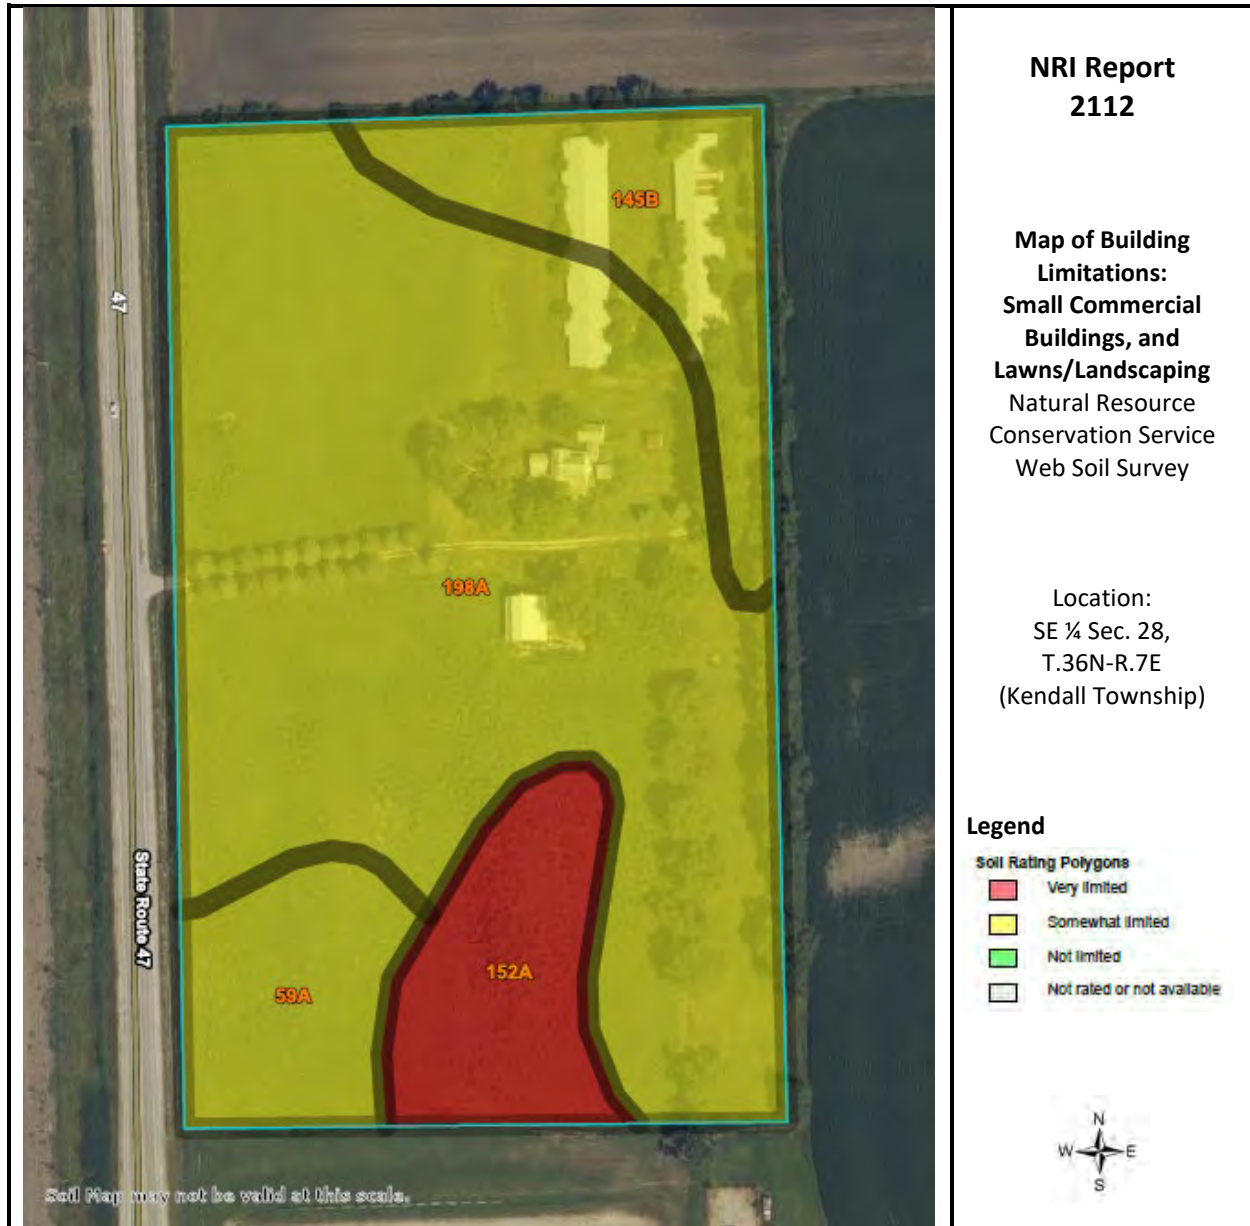 NRI Report
2112
Map of Building
Limitations:
Small Commercial
Buildings, and
Lawns/Landscaping
Natural Resource
Conservation Service
Web Soil Survey
Location:
SE ¼ Sec. 28,
T.36N-R.7E
(Kendall Township)
Legend
Soil Rating Polygons
Very limited
Somewhat limited
Not limited
Not rated or not available
N
W E
S
145B
47
198A
State Route 47
152A
59A
Soil Map may not be valid at this scale.